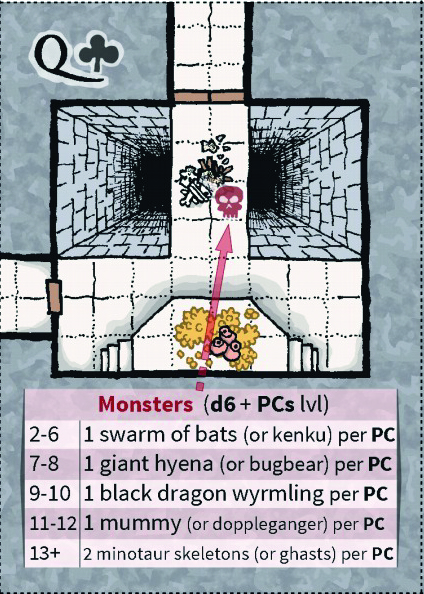 Q♣
Monsters (d6 + PCs lvl)
2-6 1 swarm of bats (or kenku) per PC
7-8 1 giant hyena (or bugbear) per PC
9-10 1 black dragon wyrmling per PC
11-12 1 mummy (or doppleganger) per PC
13+ 2 minotaur skeletons (or ghasts) per PC